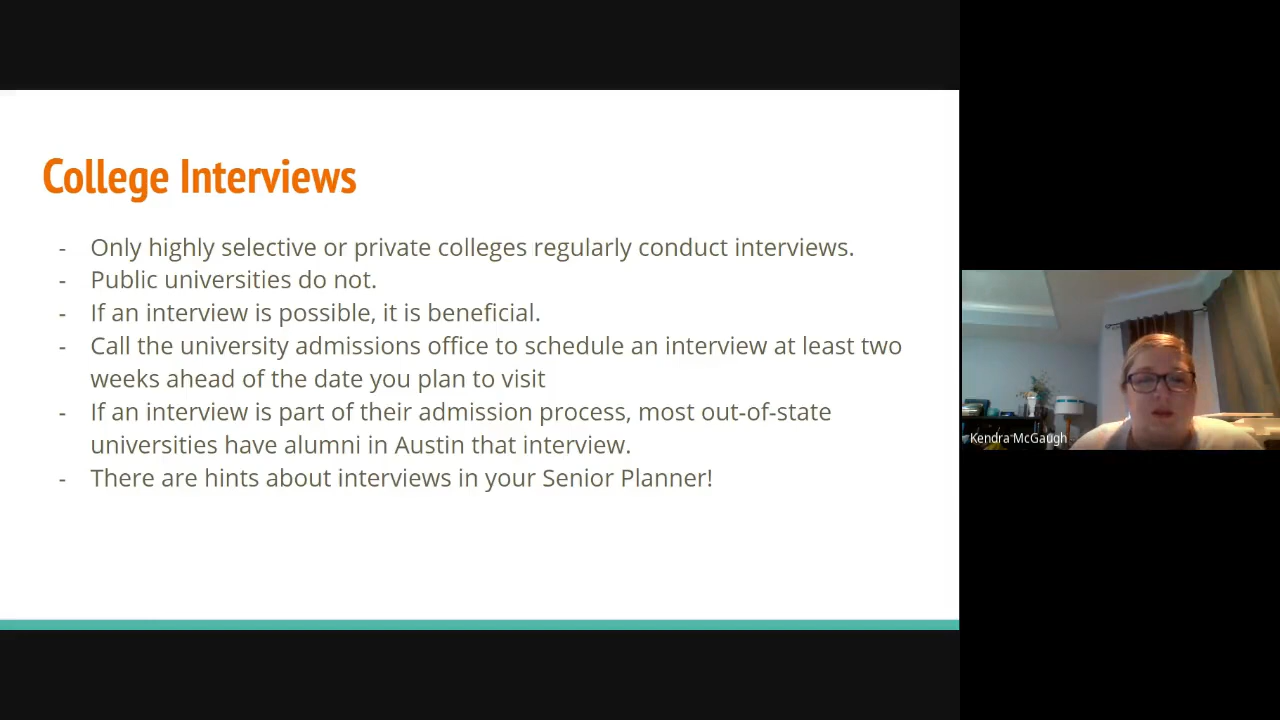 College Interviews
- Only highly selective or private colleges regularly conduct interviews.
- Public universities do not.
- If an interview is possible, it is beneficial.
- Call the university admissions office to schedule an interview at least two
weeks ahead of the date you plan to visit
- If an interview is part of their admission process, most out-of-state
universities have alumni in Austin that interview.
- There are hints about interviews in your Senior Planner!
Kendra McGaugh